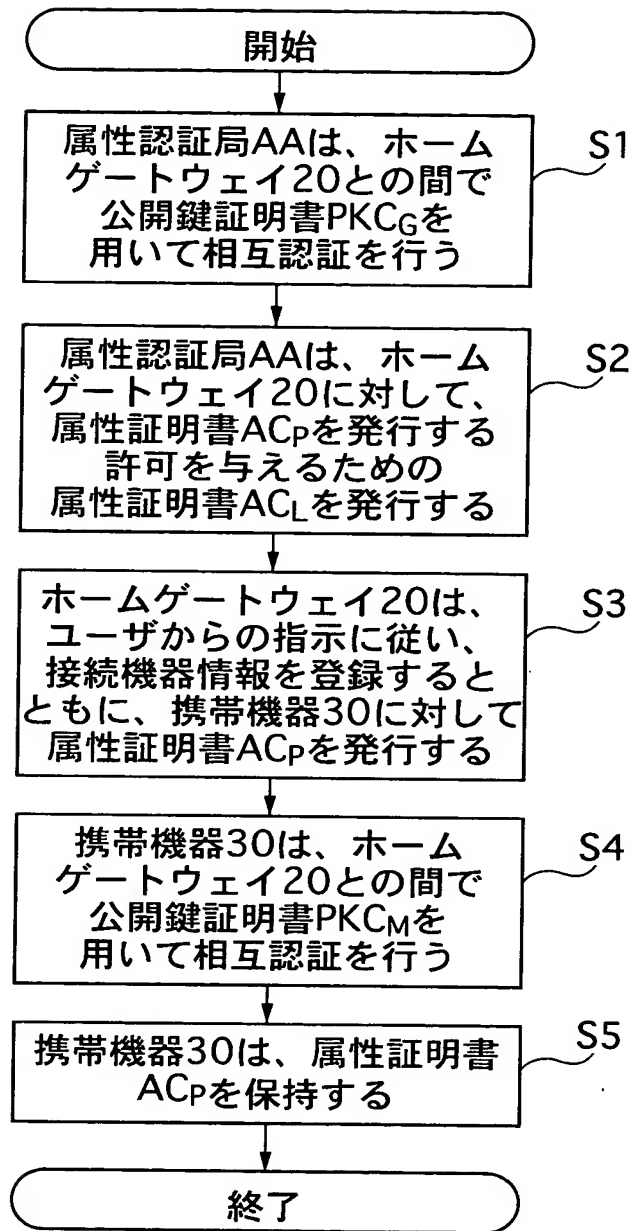 開始
属性認証局AAは、ホーム
ゲートウェイ20との間で
公開鍵証明書PKCGを
用いて相互認証を行う
S1
属性認証局AAは、ホーム
ゲートウェイ20に対して、
属性証明書ACPを発行する
許可を与えるための
属性証明書ACLを発行する
S2
ホームゲートウェイ20は、
ユーザからの指示に従い、
接続機器情報を登録すると
ともに、携帯機器30に対して
属性証明書ACPを発行する
S3
携帯機器30は、ホーム
ゲートウェイ20との間で
公開鍵証明書PKCMを
用いて相互認証を行う
S4
携帯機器30は、属性証明書
ACPを保持する
S5
終了